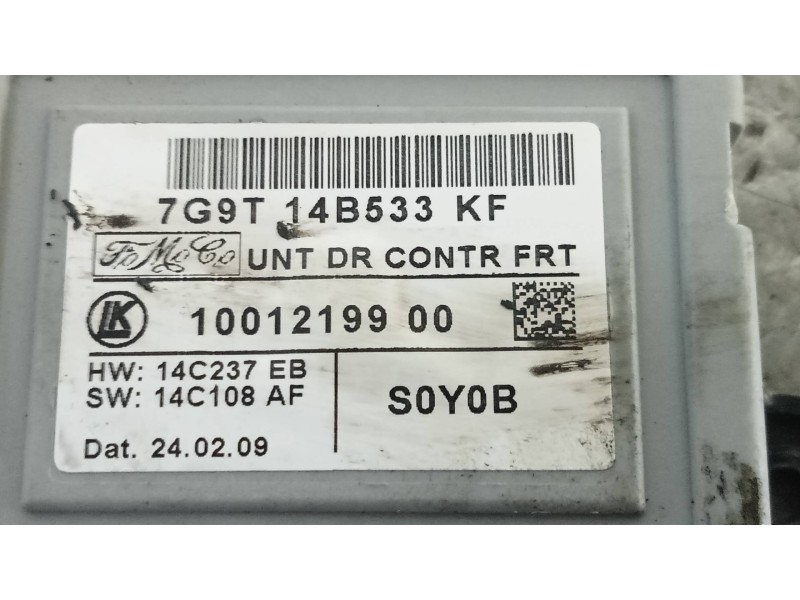 7G9T 14B533 KF
FoMoCo UNT DR CONTR FRT
LK 10012199 00
HW: 14C237 EB
SW: 14C108 AF
S0Y0B
Dat. 24.02.09